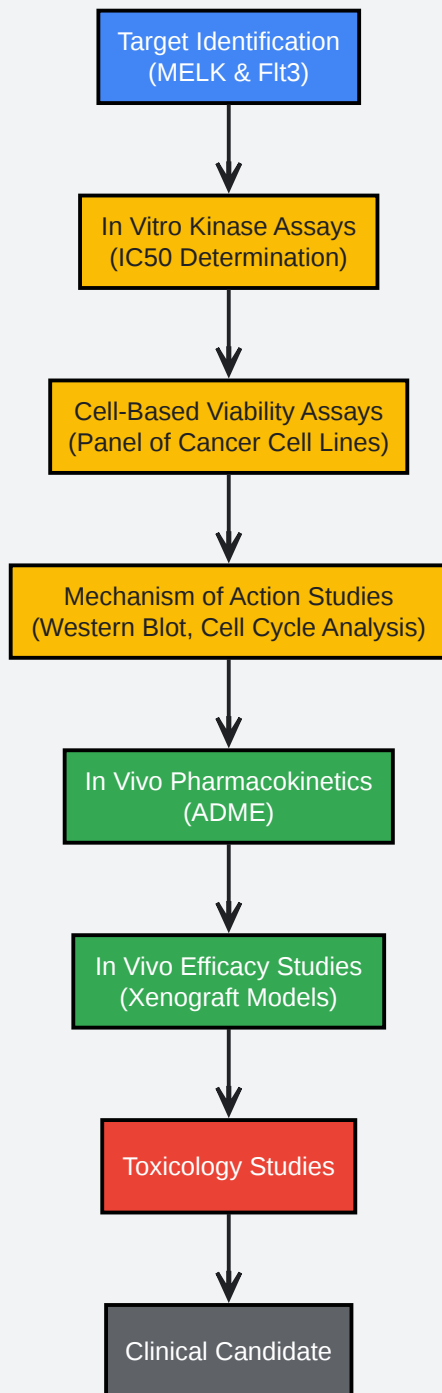 Target Identification
(MELK & Flt3)
In Vitro Kinase Assays
(IC50 Determination)
Cell-Based Viability Assays
(Panel of Cancer Cell Lines)
Mechanism of Action Studies
(Western Blot, Cell Cycle Analysis)
In Vivo Pharmacokinetics
(ADME)
In Vivo Efficacy Studies
(Xenograft Models)
Toxicology Studies
Clinical Candidate